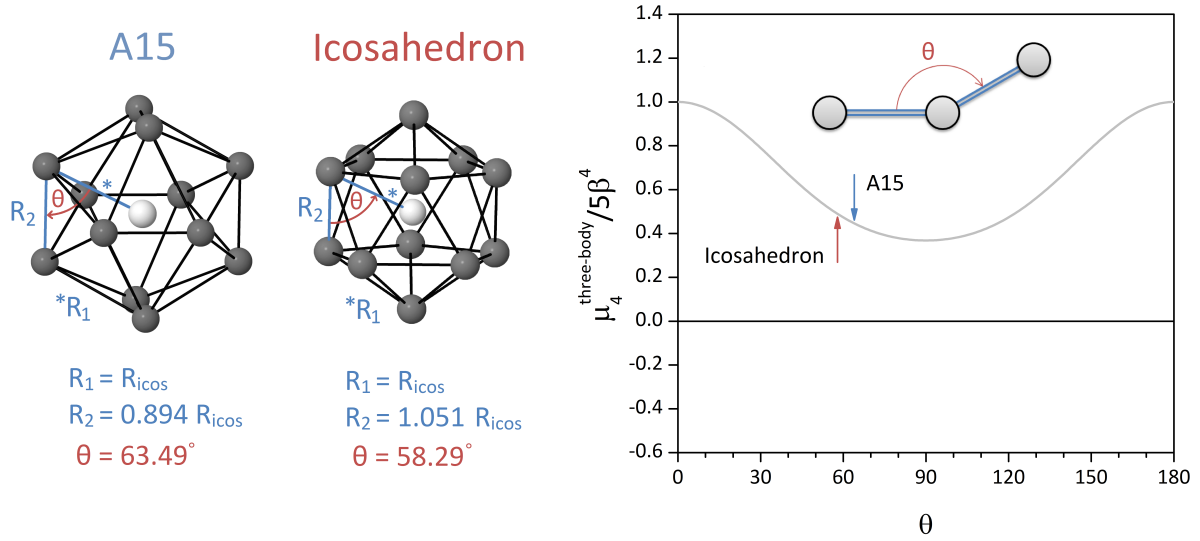 A15
Icosahedron
*
θ
R₂
*R₁
*
θ
R₂
*R₁
R₁ = Rᵢcos
R₂ = 0.894 Rᵢcos
θ = 63.49°
R₁ = Rᵢcos
R₂ = 1.051 Rᵢcos
θ = 58.29°
μ₄ᵗʰʳᵉᵉ⁻ᵇᵒᵈʸ/5β⁴
1.4
1.2
1.0
0.8
0.6
0.4
0.2
0.0
-0.2
-0.4
-0.6
θ
A15
Icosahedron
0
30
60
90
120
150
180
θ